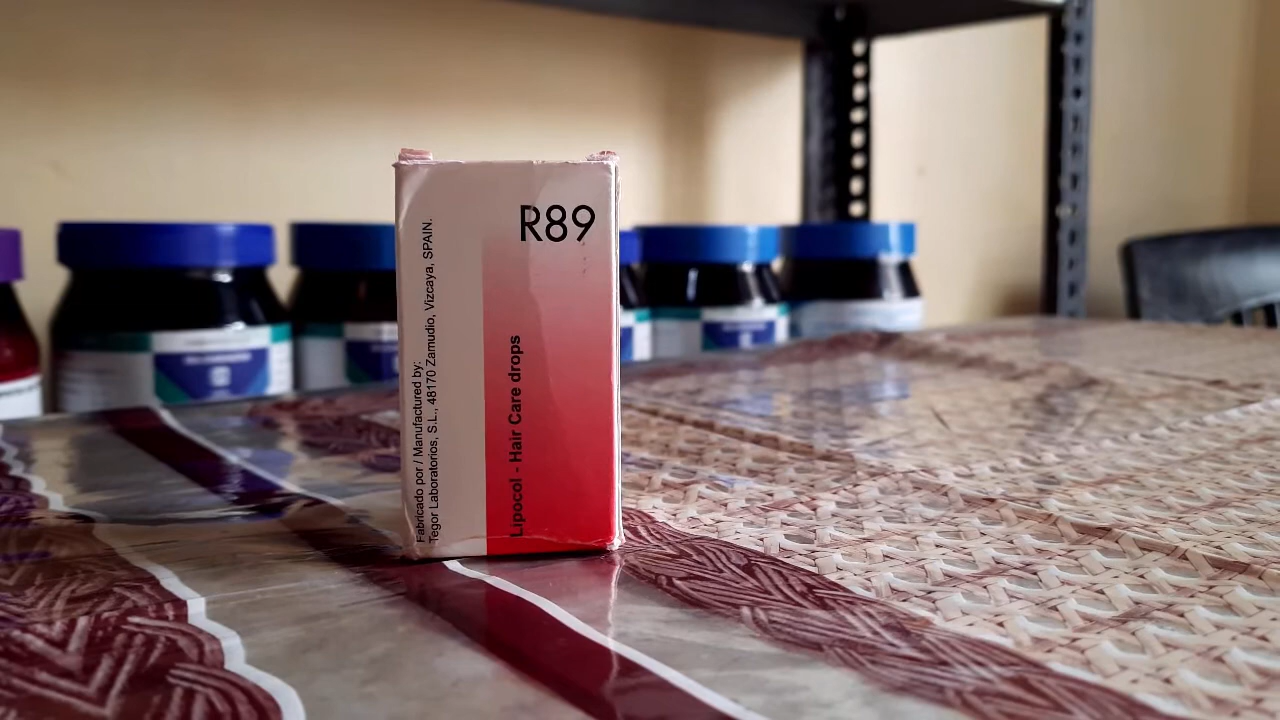 R89
Lipocol - Hair Care drops
Fabricado por / Manufactured by:
Tegor Laboratorios, S.L., 48170 Zamudio, Vizcaya, SPAIN.